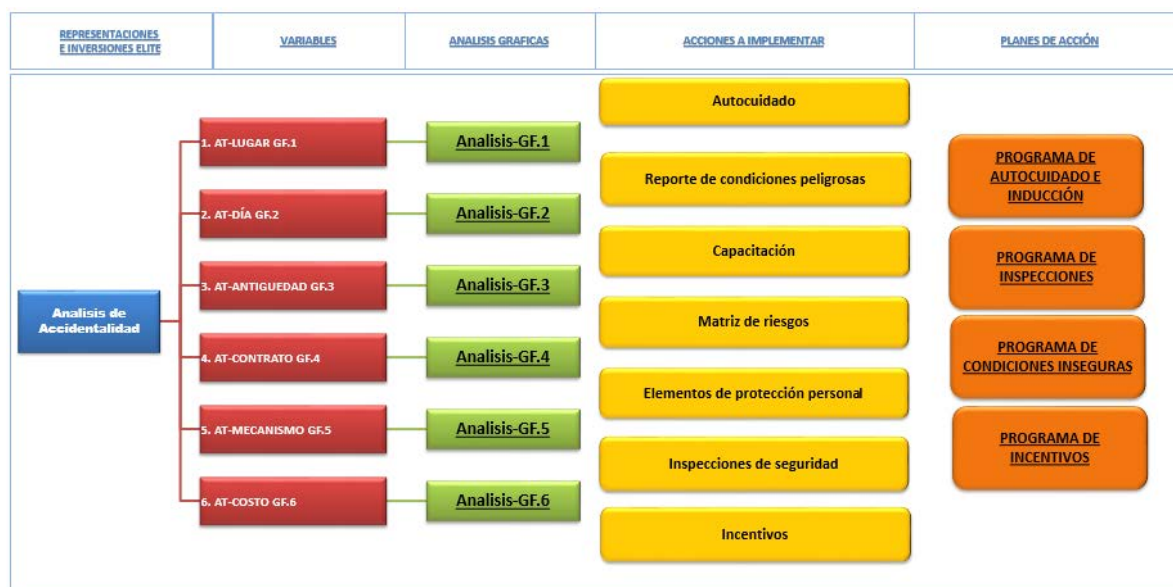 REPRESENTACIONES
E INVERSIONES ELITE
VARIABLES
ANALISIS GRAFICAS
ACCIONES A IMPLEMENTAR
PLANES DE ACCIÓN
Analisis de
Accidentalidad
1. AT-LUGAR GF.1
2. AT-DÍA GF.2
3. AT-ANTIGUEDAD GF.3
4. AT-CONTRATO GF.4
5. AT-MECANISMO GF.5
6. AT-COSTO GF.6
Analisis-GF.1
Analisis-GF.2
Analisis-GF.3
Analisis-GF.4
Analisis-GF.5
Analisis-GF.6
Autocuidado
Reporte de condiciones peligrosas
Capacitación
Matriz de riesgos
Elementos de protección personal
Inspecciones de seguridad
Incentivos
PROGRAMA DE
AUTOCUIDADO E
INDUCCIÓN
PROGRAMA DE
INSPECCIONES
PROGRAMA DE
CONDICIONES INSEGURAS
PROGRAMA DE
INCENTIVOS